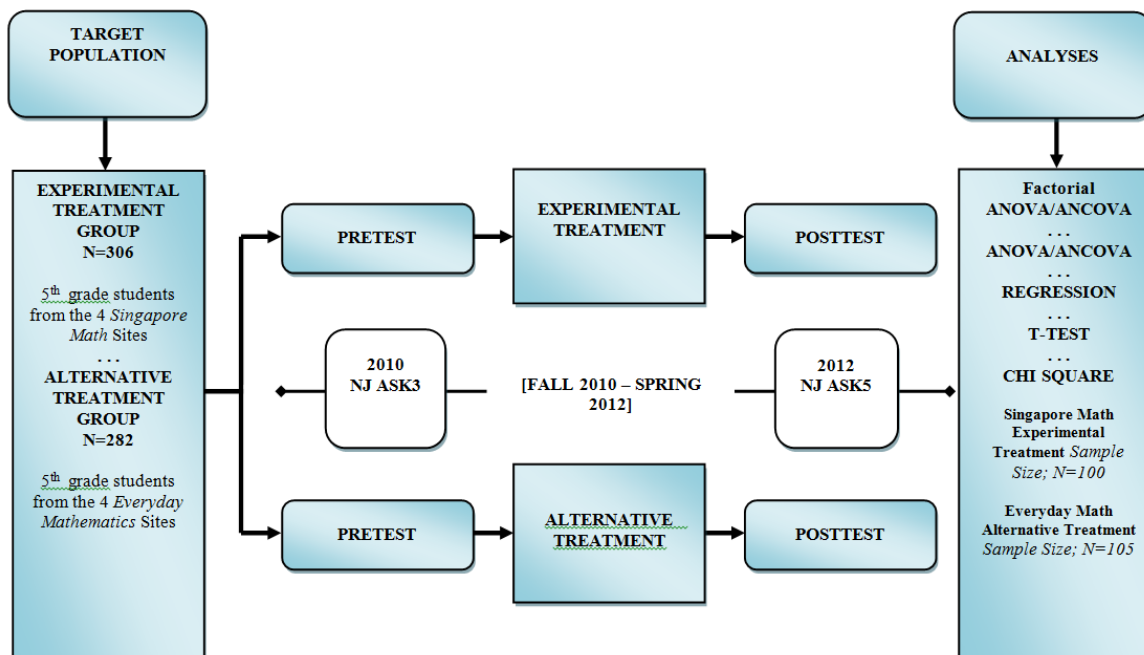 TARGET
POPULATION
EXPERIMENTAL
TREATMENT
GROUP
N=306
5th grade students
from the 4 Singapore
Math Sites
. . .
ALTERNATIVE
TREATMENT
GROUP
N=282
5th grade students
from the 4 Everyday
Mathematics Sites
PRETEST
EXPERIMENTAL
TREATMENT
POSTTEST
2010
NJ ASK3
[FALL 2010 – SPRING
2012]
2012
NJ ASK5
PRETEST
ALTERNATIVE
TREATMENT
POSTTEST
ANALYSES
Factorial
ANOVA/ANCOVA
. . .
ANOVA/ANCOVA
. . .
REGRESSION
. . .
T-TEST
. . .
CHI SQUARE
Singapore Math
Experimental
Treatment Sample
Size; N=100
Everyday Math
Alternative Treatment
Sample Size; N=105